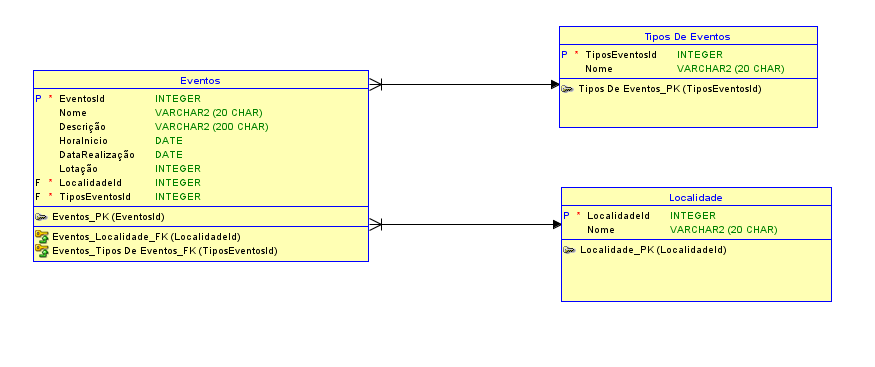 Eventos
P * EventosId INTEGER
Nome VARCHAR2 (20 CHAR)
Descrição VARCHAR2 (200 CHAR)
HoraInicio DATE
DataRealização DATE
Lotação INTEGER
F * LocalidadeId INTEGER
F * TiposEventosId INTEGER
Eventos_PK (EventosId)
Eventos_Localidade_FK (LocalidadeId)
Eventos_Tipos De Eventos_FK (TiposEventosId)
Tipos De Eventos
P * TiposEventosId INTEGER
Nome VARCHAR2 (20 CHAR)
Tipos De Eventos_PK (TiposEventosId)
Localidade
P * LocalidadeId INTEGER
Nome VARCHAR2 (20 CHAR)
Localidade_PK (LocalidadeId)